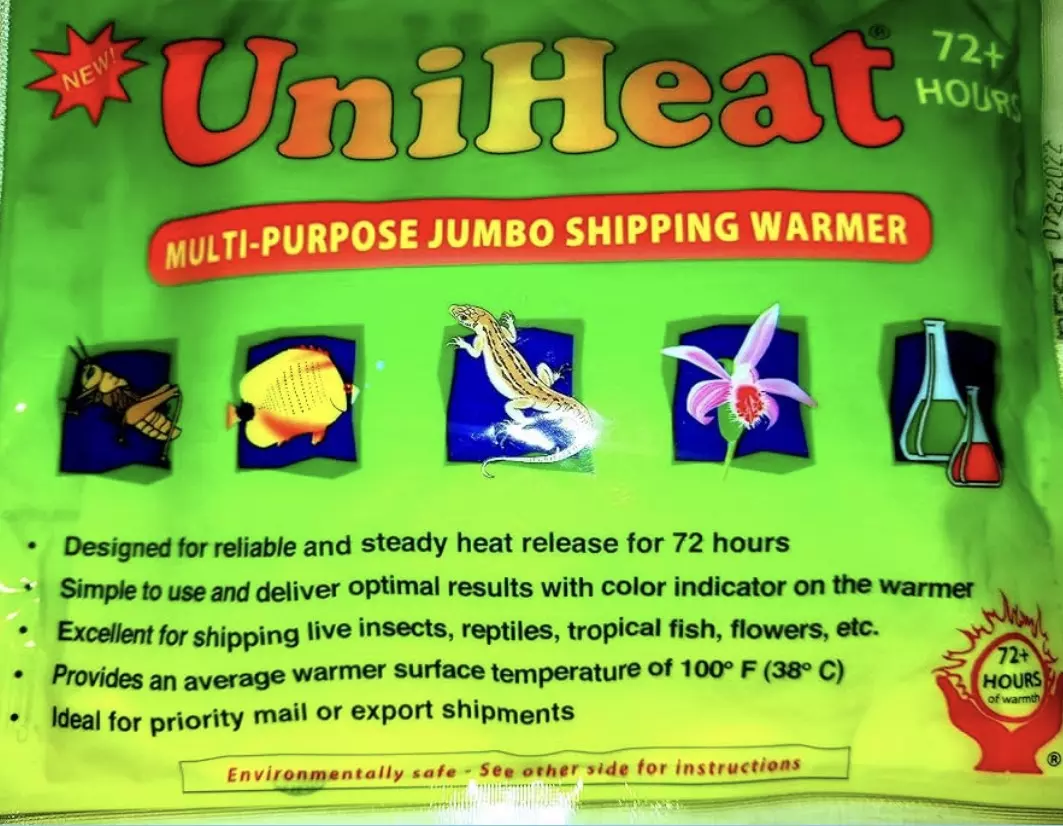 NEW!
UniHeat®
72+
HOURS
MULTI-PURPOSE JUMBO SHIPPING WARMER
• Designed for reliable and steady heat release for 72 hours
• Simple to use and deliver optimal results with color indicator on the warmer
• Excellent for shipping live insects, reptiles, tropical fish, flowers, etc.
• Provides an average warmer surface temperature of 100° F (38° C)
• Ideal for priority mail or export shipments
72+
HOURS
of warmth
®
Environmentally safe - See other side for instructions